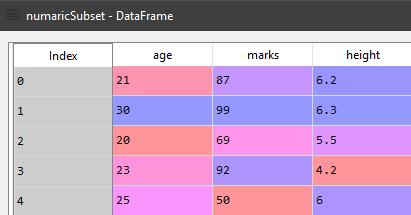 numaricSubset - DataFrame
Index age marks height
0 21 87 6.2
1 30 99 6.3
2 20 69 5.5
3 23 92 4.2
4 25 50 6